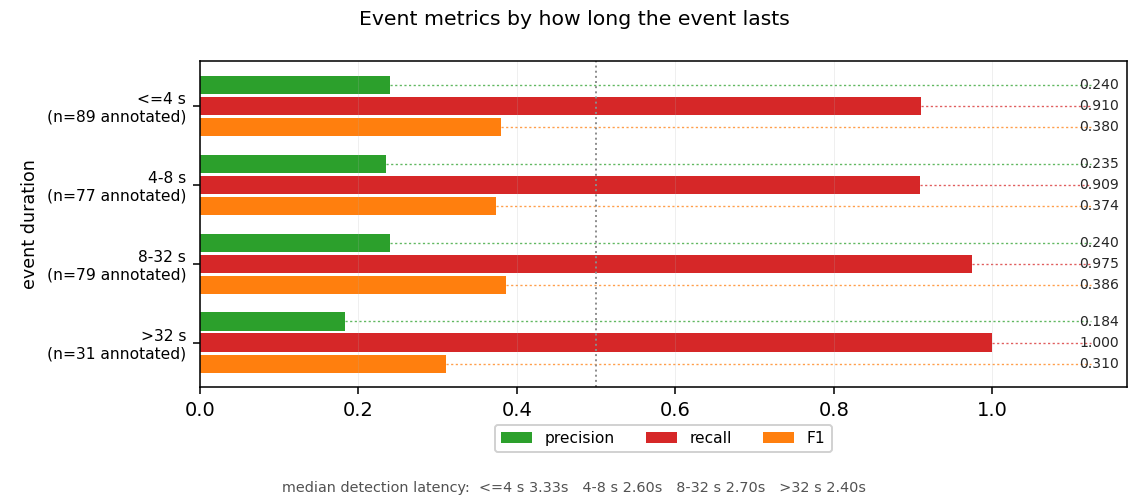 Event metrics by how long the event lasts
event duration
<=4 s
(n=89 annotated)
0.240
0.910
0.380
4-8 s
(n=77 annotated)
0.235
0.909
0.374
8-32 s
(n=79 annotated)
0.240
0.975
0.386
>32 s
(n=31 annotated)
0.184
1.000
0.310
0.0 0.2 0.4 0.6 0.8 1.0
precision recall F1
median detection latency: <=4 s 3.33s 4-8 s 2.60s 8-32 s 2.70s >32 s 2.40s